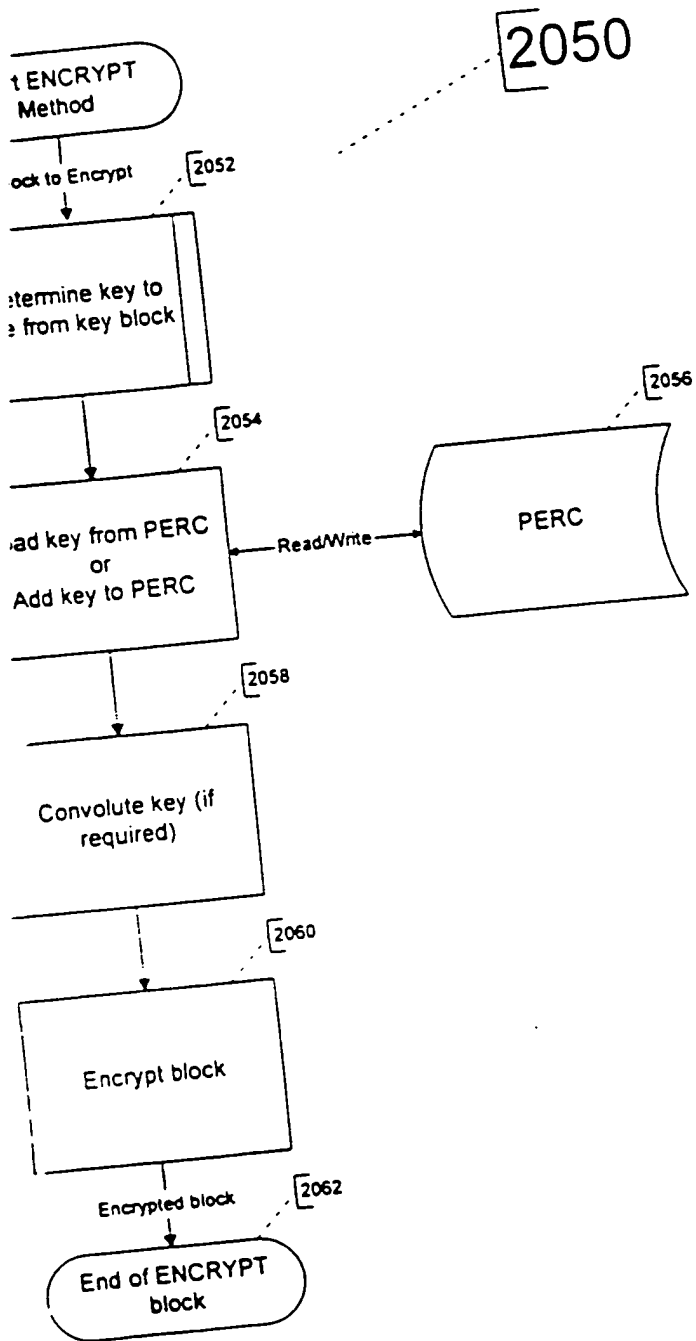 2050
t ENCRYPT
Method
ock to Encrypt
2052
etermine key to
e from key block
2054
2056
ad key from PERC
or
Add key to PERC
Read/Write
PERC
2058
Convolute key (if
required)
2060
Encrypt block
Encrypted block
2062
End of ENCRYPT
block